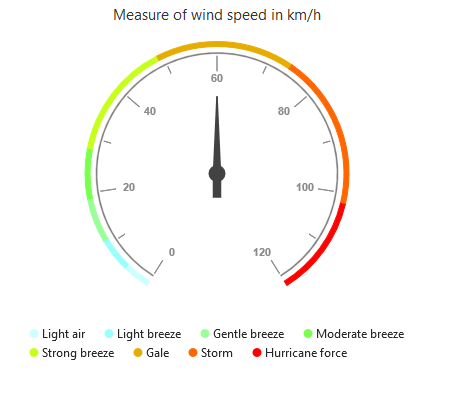 Measure of wind speed in km/h
60
40
80
20
100
0
120
Light air
Light breeze
Gentle breeze
Moderate breeze
Strong breeze
Gale
Storm
Hurricane force